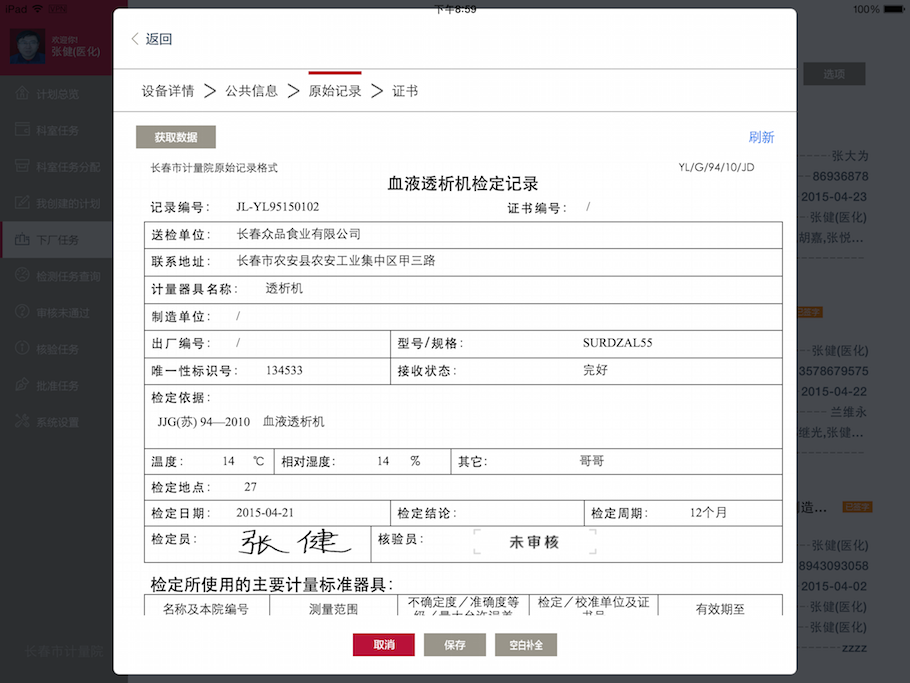 iPad
下午8:59
100%
欢迎你!
张健(医化)
计划总览
科室任务
科室任务分配
我创建的计划
下厂任务
检测任务查询
审核未通过
核验任务
批准任务
系统设置
长春市计量院
返回
设备详情 > 公共信息 > 原始记录 > 证书
获取数据
刷新
长春市计量院原始记录格式
YL/G/94/10/JD
血液透析机检定记录
记录编号: JL-YL95150102 证书编号: /
送检单位: 长春众品食业有限公司
联系地址: 长春市农安县农安工业集中区甲三路
计量器具名称: 透析机
制造单位: /
出厂编号: / 型号/规格: SURDZAL55
唯一性标识号: 134533 接收状态: 完好
检定依据:
JJG(苏) 94—2010 血液透析机
温度: 14 ℃ 相对湿度: 14 % 其它: 哥哥
检定地点: 27
检定日期: 2015-04-21 检定结论: 检定周期: 12个月
检定员: 张健 核验员: 未审核
检定所使用的主要计量标准器具:
名称及本院编号 测量范围 不确定度/准确度等 检定/校准单位及证 有效期至
取消 保存 空白补全
选项
张大为
86936878
2015-04-23
张健(医化)
胡嘉,张悦...
张健(医化)
3578679575
2015-04-22
兰维永
继光,张健...
造...
张健(医化)
8943093058
2015-04-02
张健(医化)
张健(医化)
zzzz